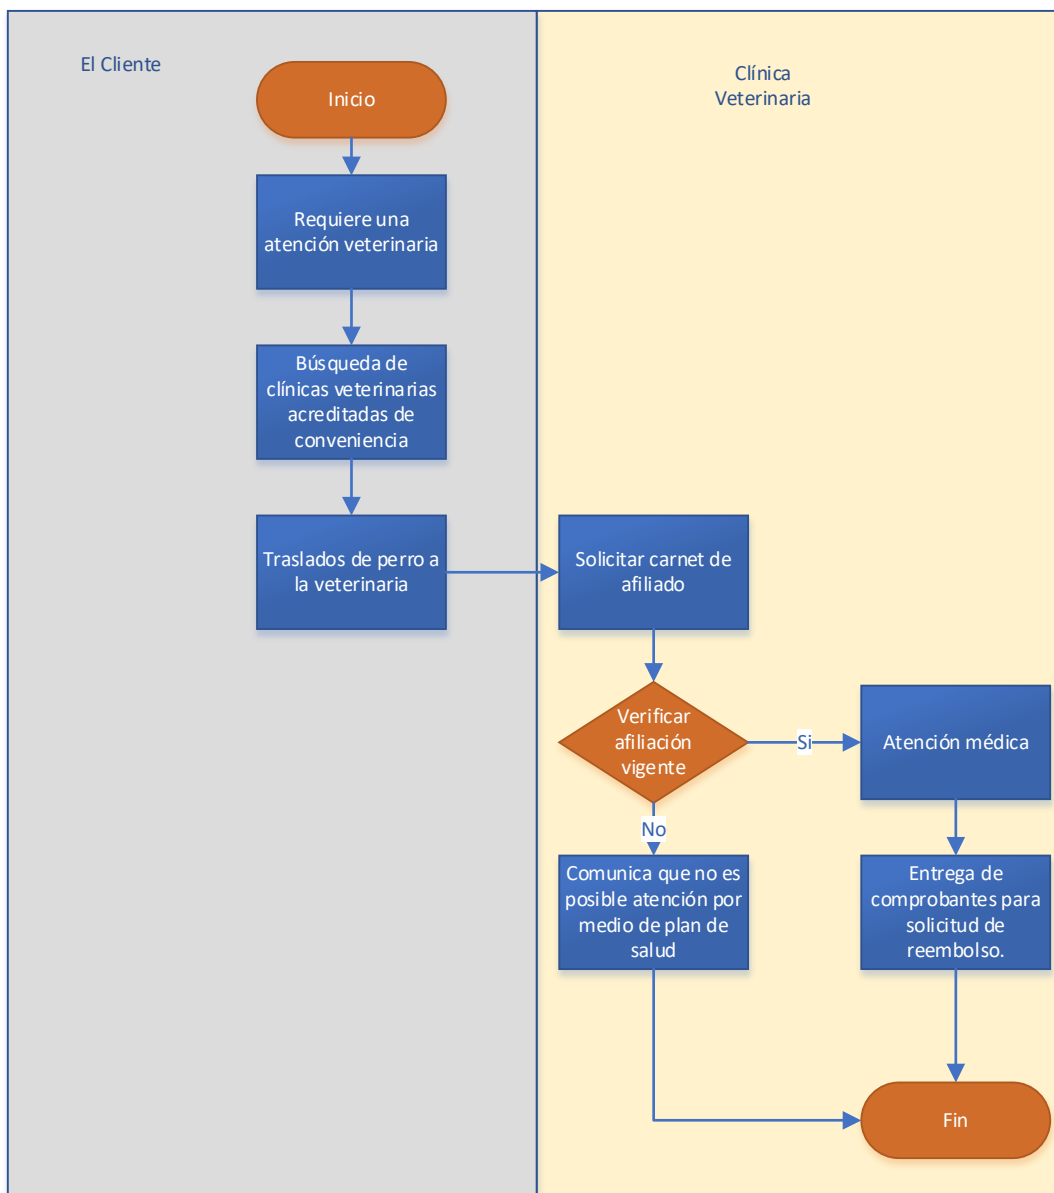 El Cliente
Clínica
Veterinaria
Inicio
Requiere una
atención veterinaria
Búsqueda de
clínicas veterinarias
acreditadas de
conveniencia
Traslados de perro a
la veterinaria
Solicitar carnet de
afiliado
Verificar
afiliación
vigente
Si
Atención médica
No
Comunica que no es
posible atención por
medio de plan de
salud
Entrega de
comprobantes para
solicitud de
reembolso.
Fin